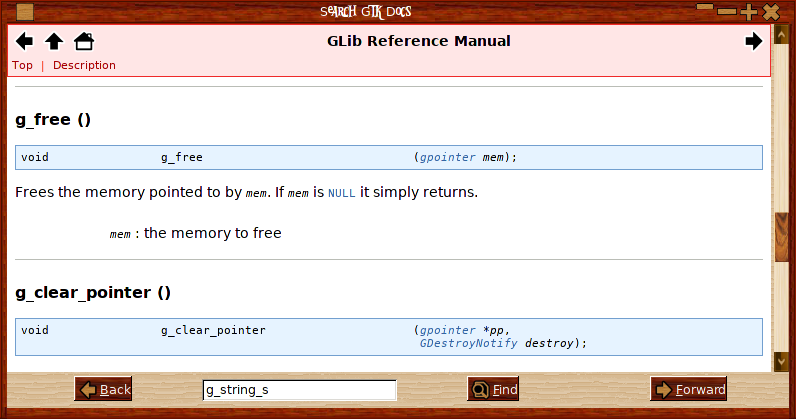 Search Gtk Docs
GLib Reference Manual
Top | Description
g_free ()
void g_free (gpointer mem);
Frees the memory pointed to by mem. If mem is NULL it simply returns.
mem : the memory to free
g_clear_pointer ()
void g_clear_pointer (gpointer *pp,
GDestroyNotify destroy);
Back g_string_s Find Forward